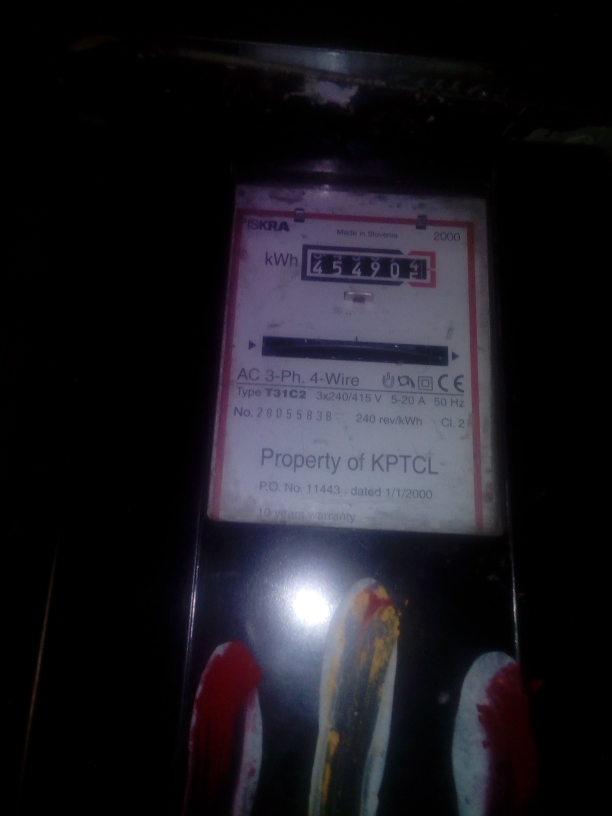 ISKRA
Made in Slovenia
2000
kWh
45490
AC 3-Ph. 4-Wire CE
Type T31C2 3x240/415 V 5-20 A 50 Hz
No. 28055838 240 rev/kWh Cl. 2
Property of KPTCL
P.O. No. 11443 . dated 1/1/2000
10 years warrenty